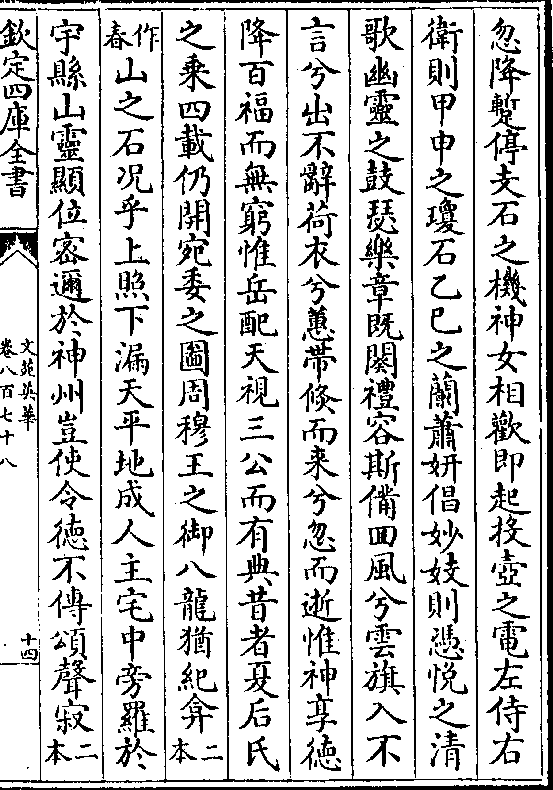 忽降蹔停支石之機神女相歡即起投壺之電左侍右
衛則甲申之瓊石乙巳之蘭蕭妍倡妙妓則憑悦之清
歌幽靈之鼓瑟樂章既闋禮容斯備回風兮雲旗入不
言兮出不辭荷衣兮蕙帶倐而来兮忽而逝惟神享德
降百福而無窮惟岳配天視三公而有典昔者夏后氏
之乗四載仍開宛委之圖周穆王之御八龍猶紀弇二本
作春山之石况乎上照下漏天平地成人主宅中旁羅於
宇縣山靈顯位宻邇於神州豈使令德不傳頌聲寂二本
欽定四庫全書
文苑英華
卷八百七十八
十四